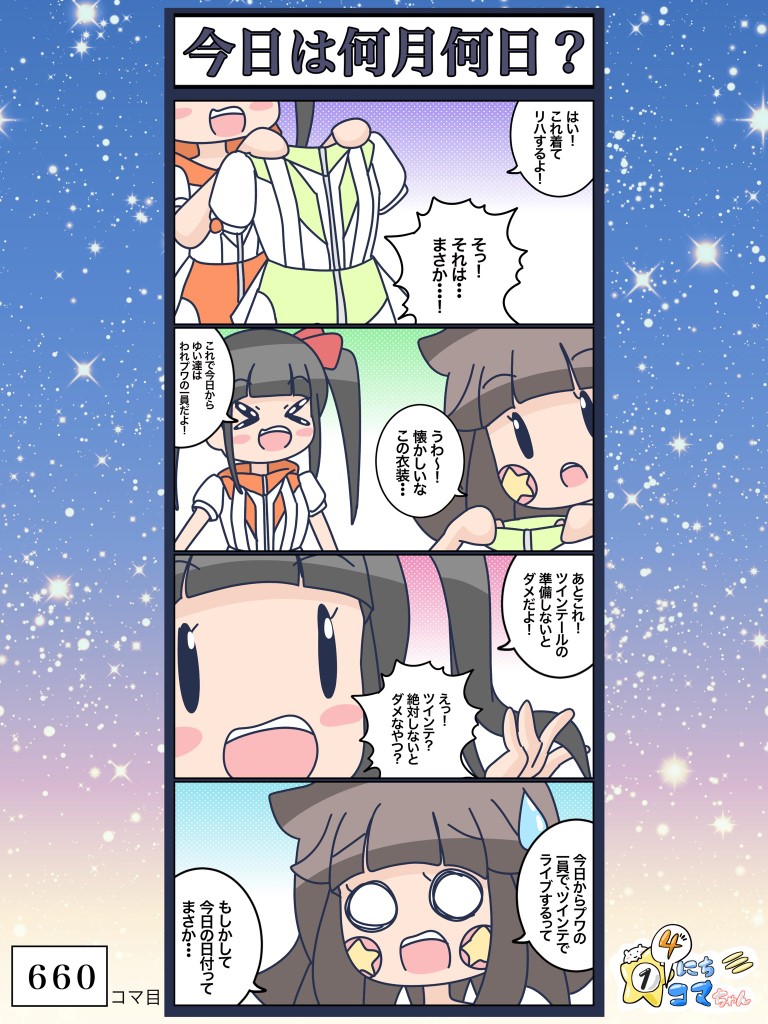 今日は何月何日？
はい！
これ着て
リハするよ！
そっ！
それは…
まさか…！
うわ〜！
懐かしいな
この衣装…
これで今日から
ゆい達は
われプワの一員だよ！
あとこれ！
ツインテールの
準備しないと
ダメだよ！
えっ！
ツインテ？
絶対しないと
ダメなやつ？
今日からプワの
一員で、ツインテで
ライブするって
もしかして
今日の日付って
まさか…
660
コマ目
1
にち
4
コマちゃん